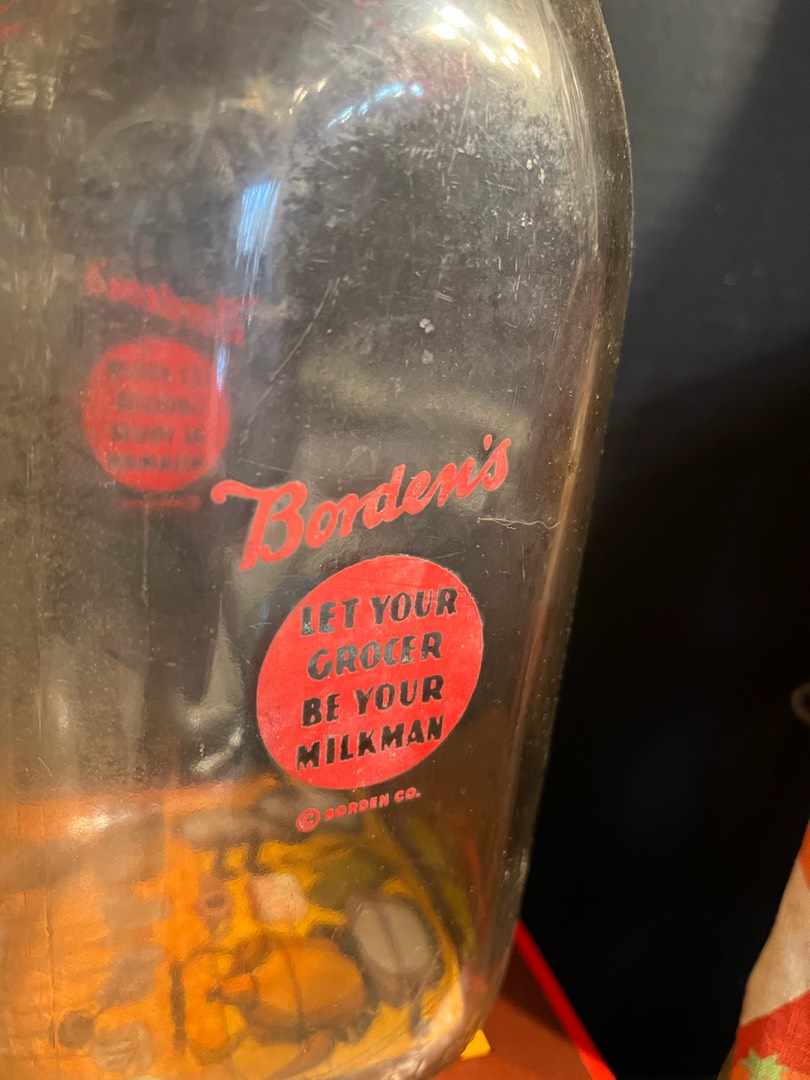 Borden's
LET YOUR
GROCER
BE YOUR
MILKMAN
© BORDEN CO.